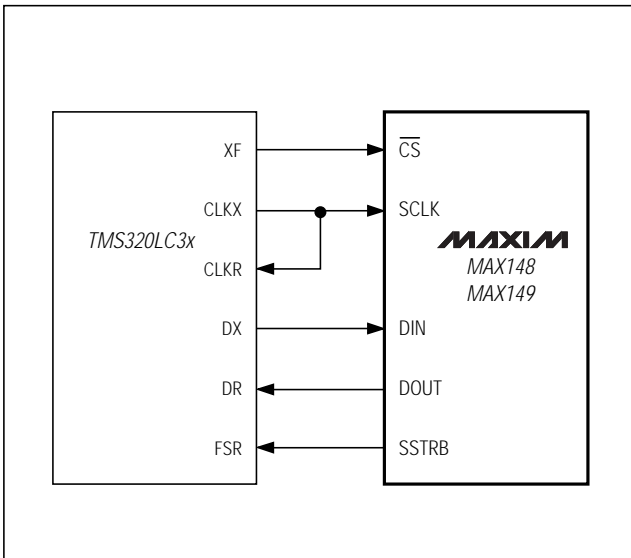 XF
CLKX
TMS320LC3x
CLKR
DX
DR
FSR
CS
SCLK
MAXIM
MAX148
MAX149
DIN
DOUT
SSTRB